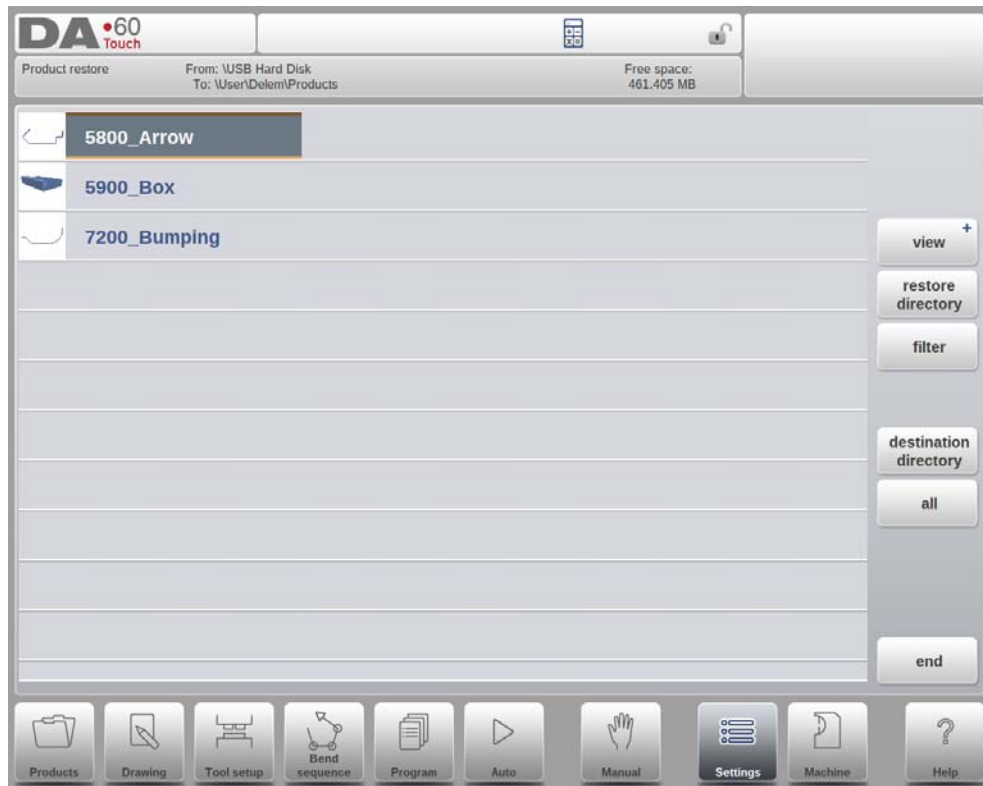 DA 60
Touch
Product restore
From: \USB Hard Disk
To: \User\Delem\Products
Free space:
461.405 MB
5800_Arrow
5900_Box
7200_Bumping
view +
restore
directory
filter
destination
directory
all
end
Products
Drawing
Tool setup
Bend
sequence
Program
Auto
Manual
Settings
Machine
Help